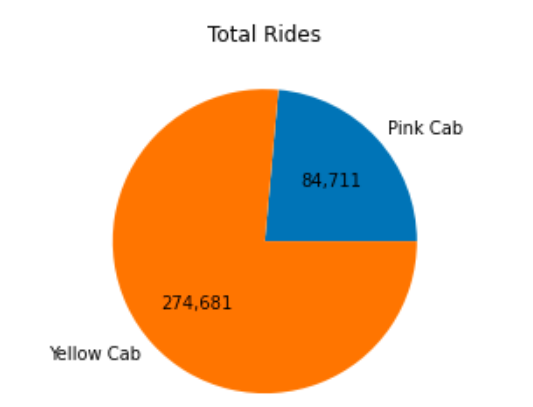 Total Rides
Pink Cab
84,711
274,681
Yellow Cab